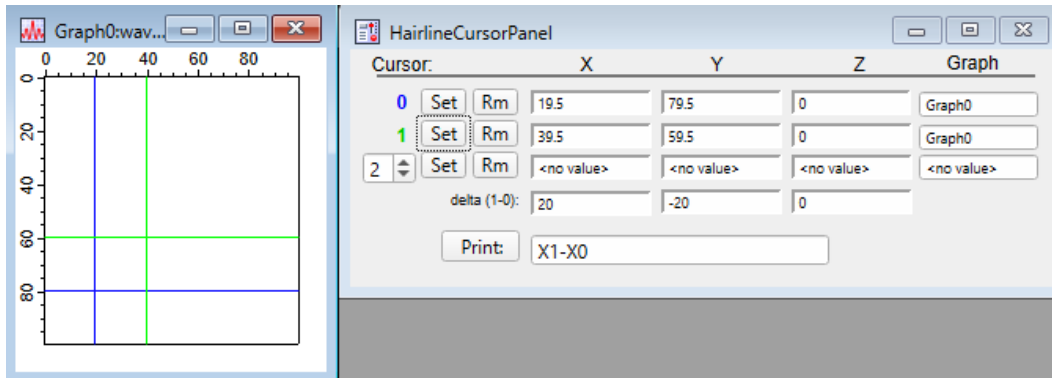 Graph0:wav...
0 20 40 60 80
0
20
40
60
80
HairlineCursorPanel
Cursor: X Y Z Graph
0 Set Rm 19.5 79.5 0 Graph0
1 Set Rm 39.5 59.5 0 Graph0
2 Set Rm <no value> <no value> <no value> <no value>
delta (1-0): 20 -20 0
Print: X1-X0